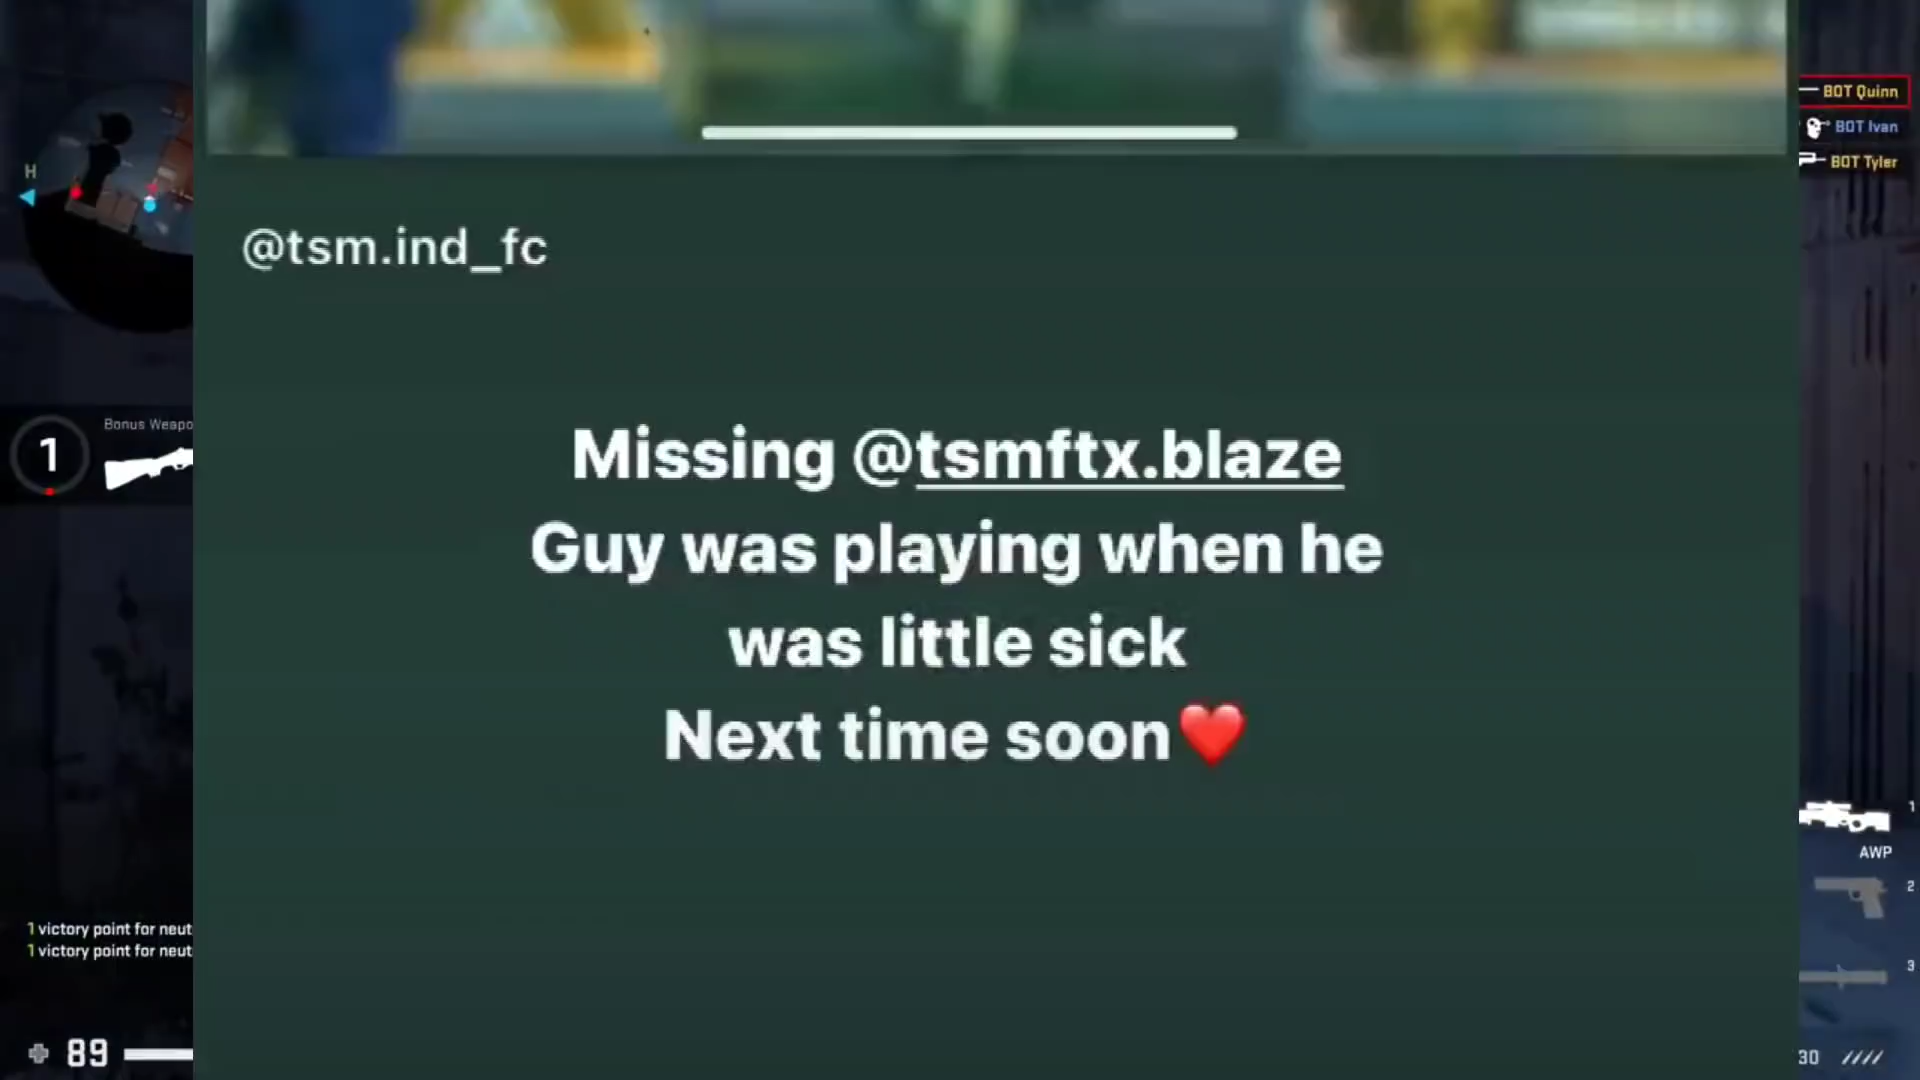 BOT Quinn
BOT Ivan
BOT Tyler
H
@tsm.ind_fc
1
Bonus Weapo
Missing @tsmftx.blaze
Guy was playing when he
was little sick
Next time soon❤️
1
AWP
2
3
1 victory point for neut
1 victory point for neut
89
30